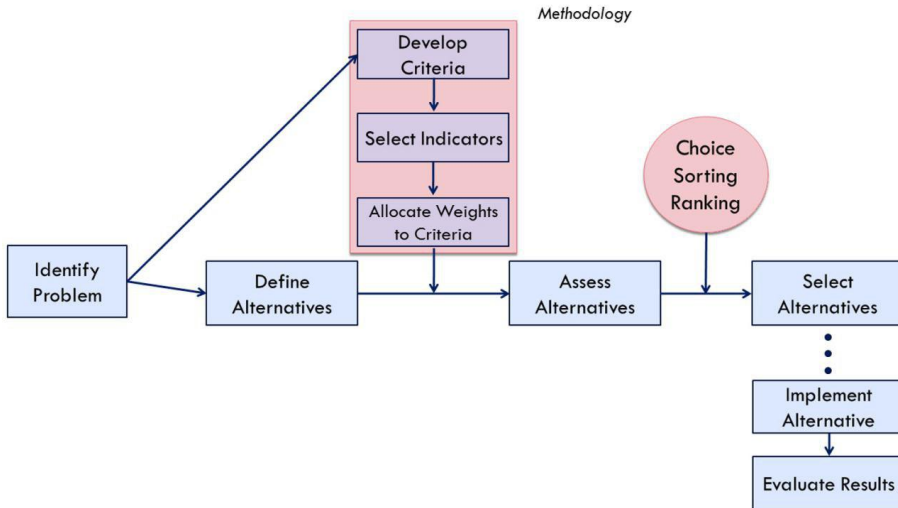 Methodology
Develop
Criteria
Select Indicators
Allocate Weights
to Criteria
Choice
Sorting
Ranking
Identify
Problem
Define
Alternatives
Assess
Alternatives
Select
Alternatives
Implement
Alternative
Evaluate Results